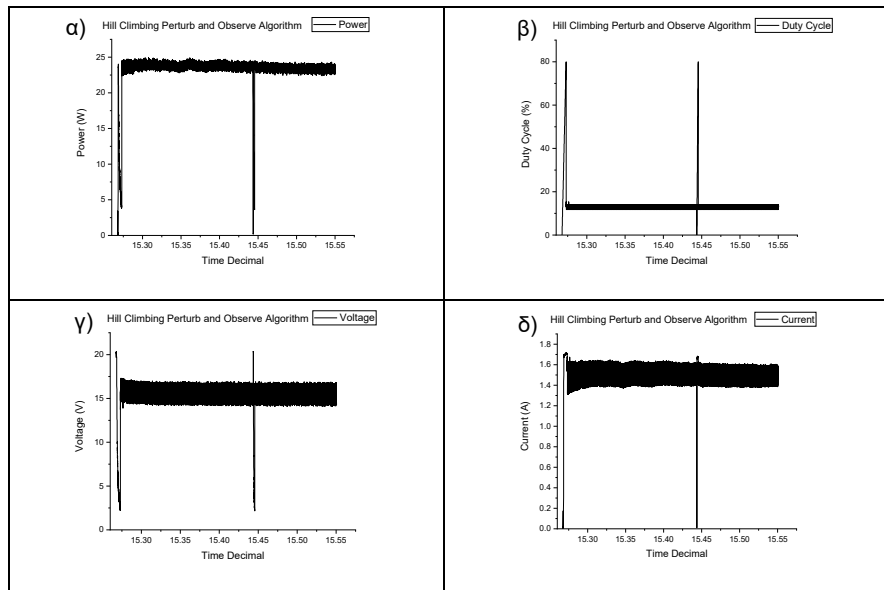 α)
Hill Climbing Perturb and Observe Algorithm Power
25
20
15
10
5
0
Power (W)
15.30 15.35 15.40 15.45 15.50 15.55
Time Decimal
β)
Hill Climbing Perturb and Observe Algorithm Duty Cycle
80
60
40
20
0
Duty Cycle (%)
15.30 15.35 15.40 15.45 15.50 15.55
Time Decimal
γ)
Hill Climbing Perturb and Observe Algorithm Voltage
20
15
10
5
0
Voltage (V)
15.30 15.35 15.40 15.45 15.50 15.55
Time Decimal
δ)
Hill Climbing Perturb and Observe Algorithm Current
1.8
1.6
1.4
1.2
1.0
0.8
0.6
0.4
0.2
0.0
Current (A)
15.30 15.35 15.40 15.45 15.50 15.55
Time Decimal